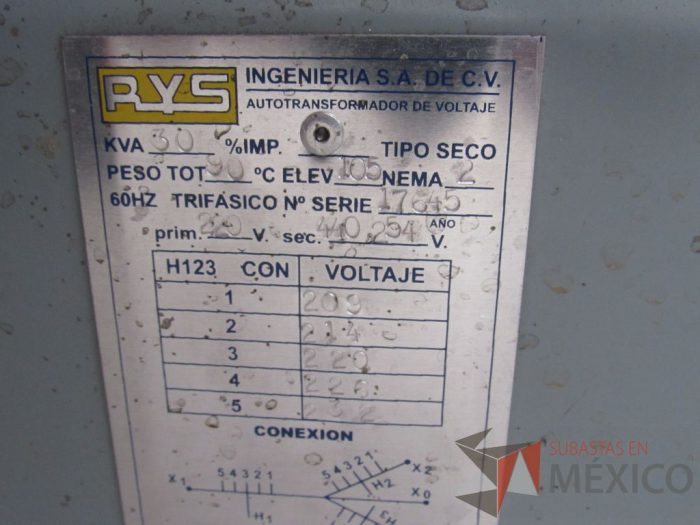 RYS INGENIERIA S.A. DE C.V.
AUTOTRANSFORMADOR DE VOLTAJE
KVA 30 %IMP. TIPO SECO
PESO TOT 90 °C ELEV 105 NEMA 2
60HZ TRIFASICO Nº SERIE 17645
AÑO
prim. 220 V. sec. 440 254 V.
H123 CON VOLTAJE
1 209
2 214
3 220
4 226
5 232
CONEXION
X1 5 4 3 2 1 5 4 3 2 1 X2
H2 X0
H1 H3
SUBASTAS EN
MÉXICO